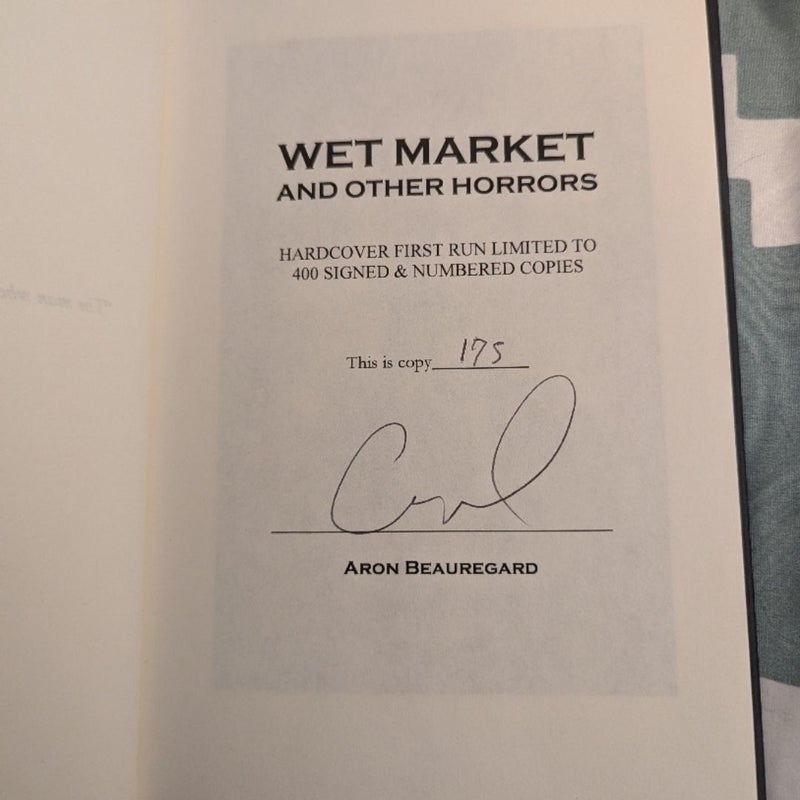 WET MARKET
AND OTHER HORRORS
HARDCOVER FIRST RUN LIMITED TO
400 SIGNED & NUMBERED COPIES
This is copy 175
ARON BEAUREGARD